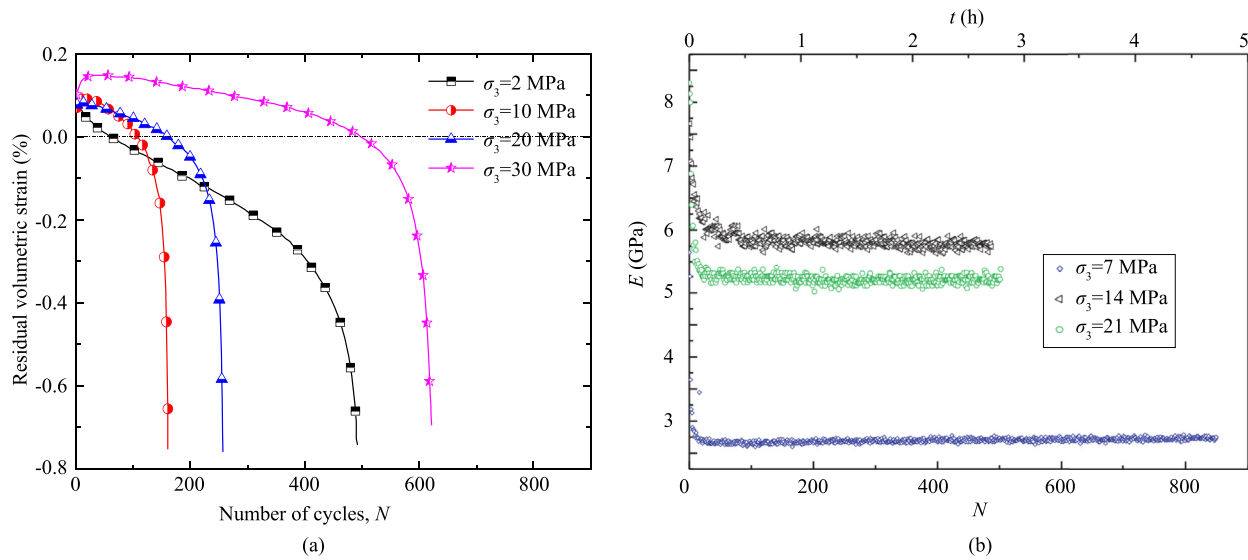 0.2
0.0
-0.2
-0.4
-0.6
-0.8
Residual volumetric strain (%)
0 200 400 600 800
Number of cycles, N
σ3=2 MPa
σ3=10 MPa
σ3=20 MPa
σ3=30 MPa
(a)
t (h)
0 1 2 3 4 5
8
7
6
5
4
3
E (GPa)
0 200 400 600 800
N
σ3=7 MPa
σ3=14 MPa
σ3=21 MPa
(b)